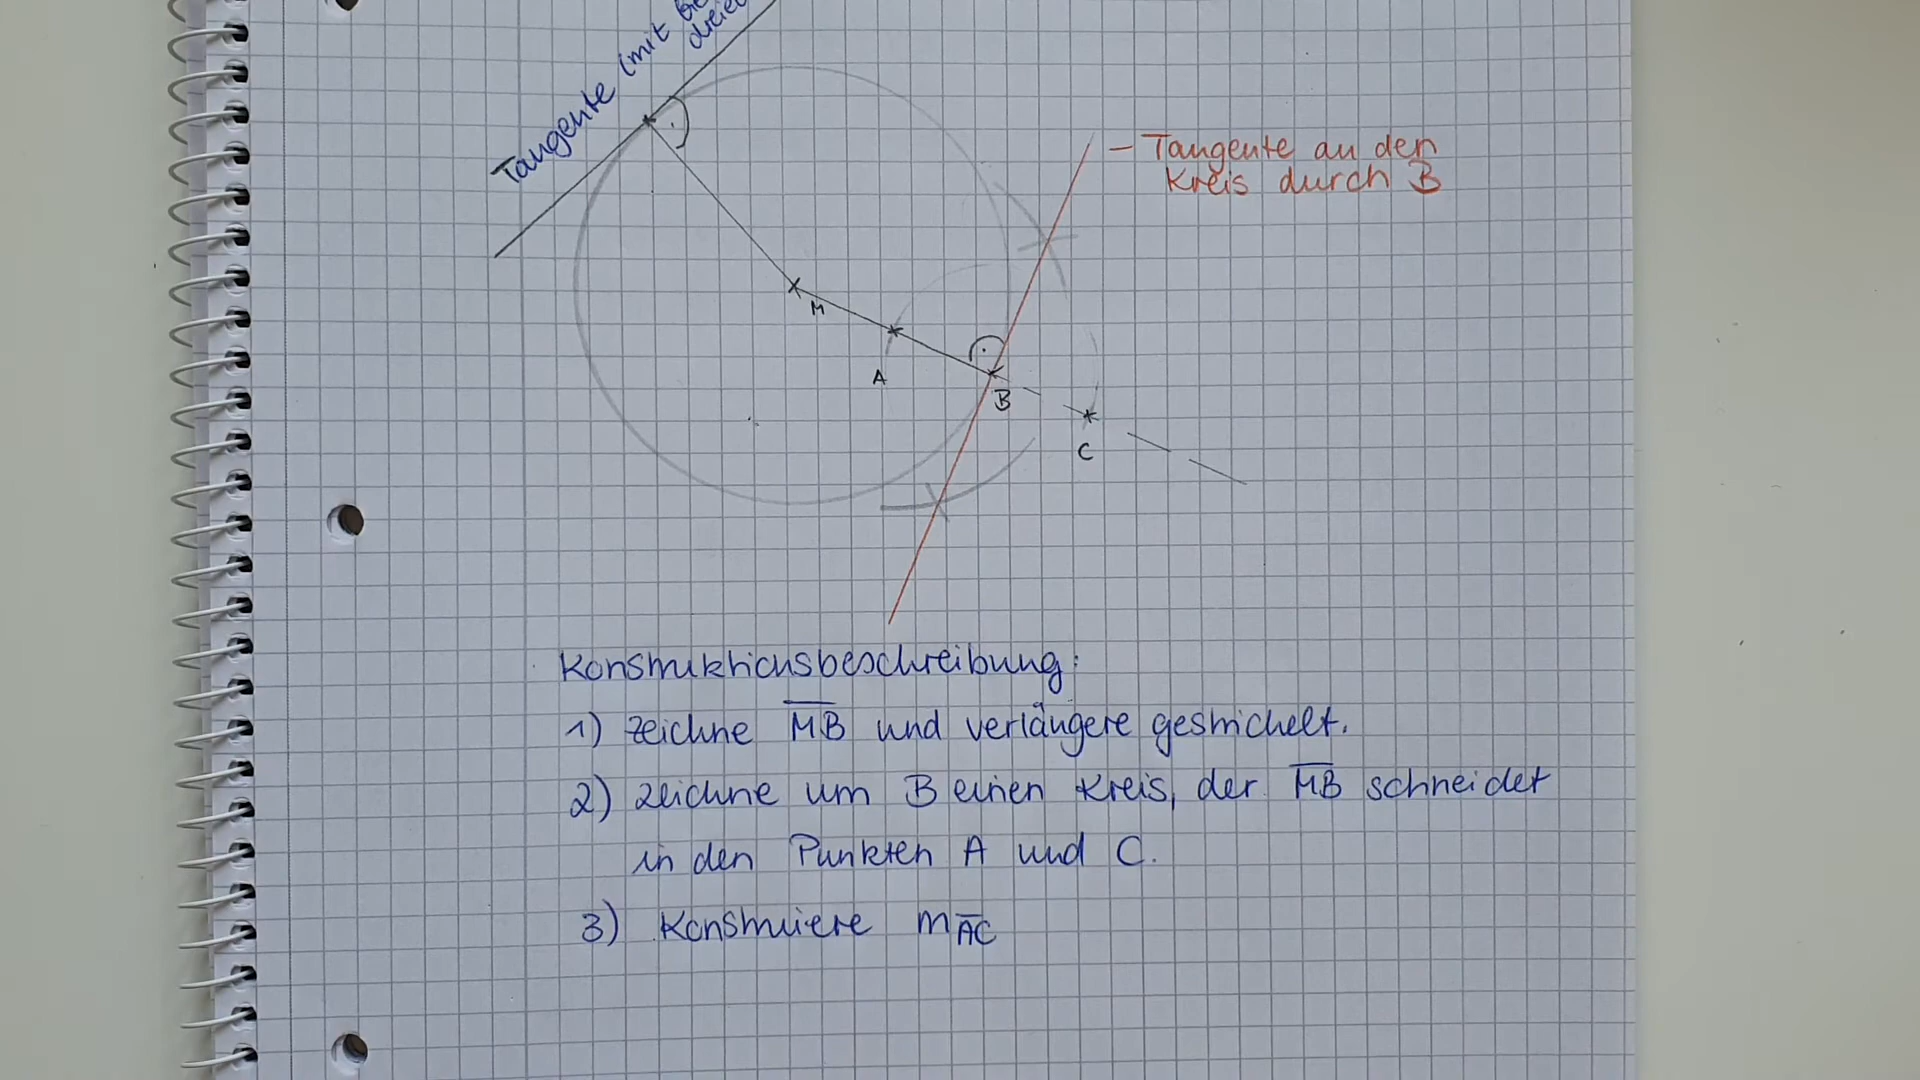 Tangente (mit
Tangente an den
Kreis durch B
M
A
B
C
Konstruktionsbeschreibung:
1) zeichne MB und verlängere gestrichelt.
2) zeichne um B einen Kreis, der MB schneidet
in den Punkten A und C.
3) Konstruiere mAC